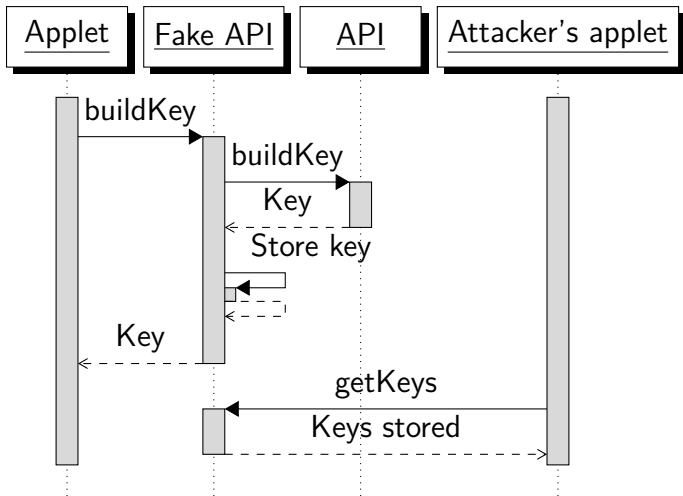 Applet
Fake API
API
Attacker's applet
buildKey
buildKey
Key
Store key
Key
getKeys
Keys stored